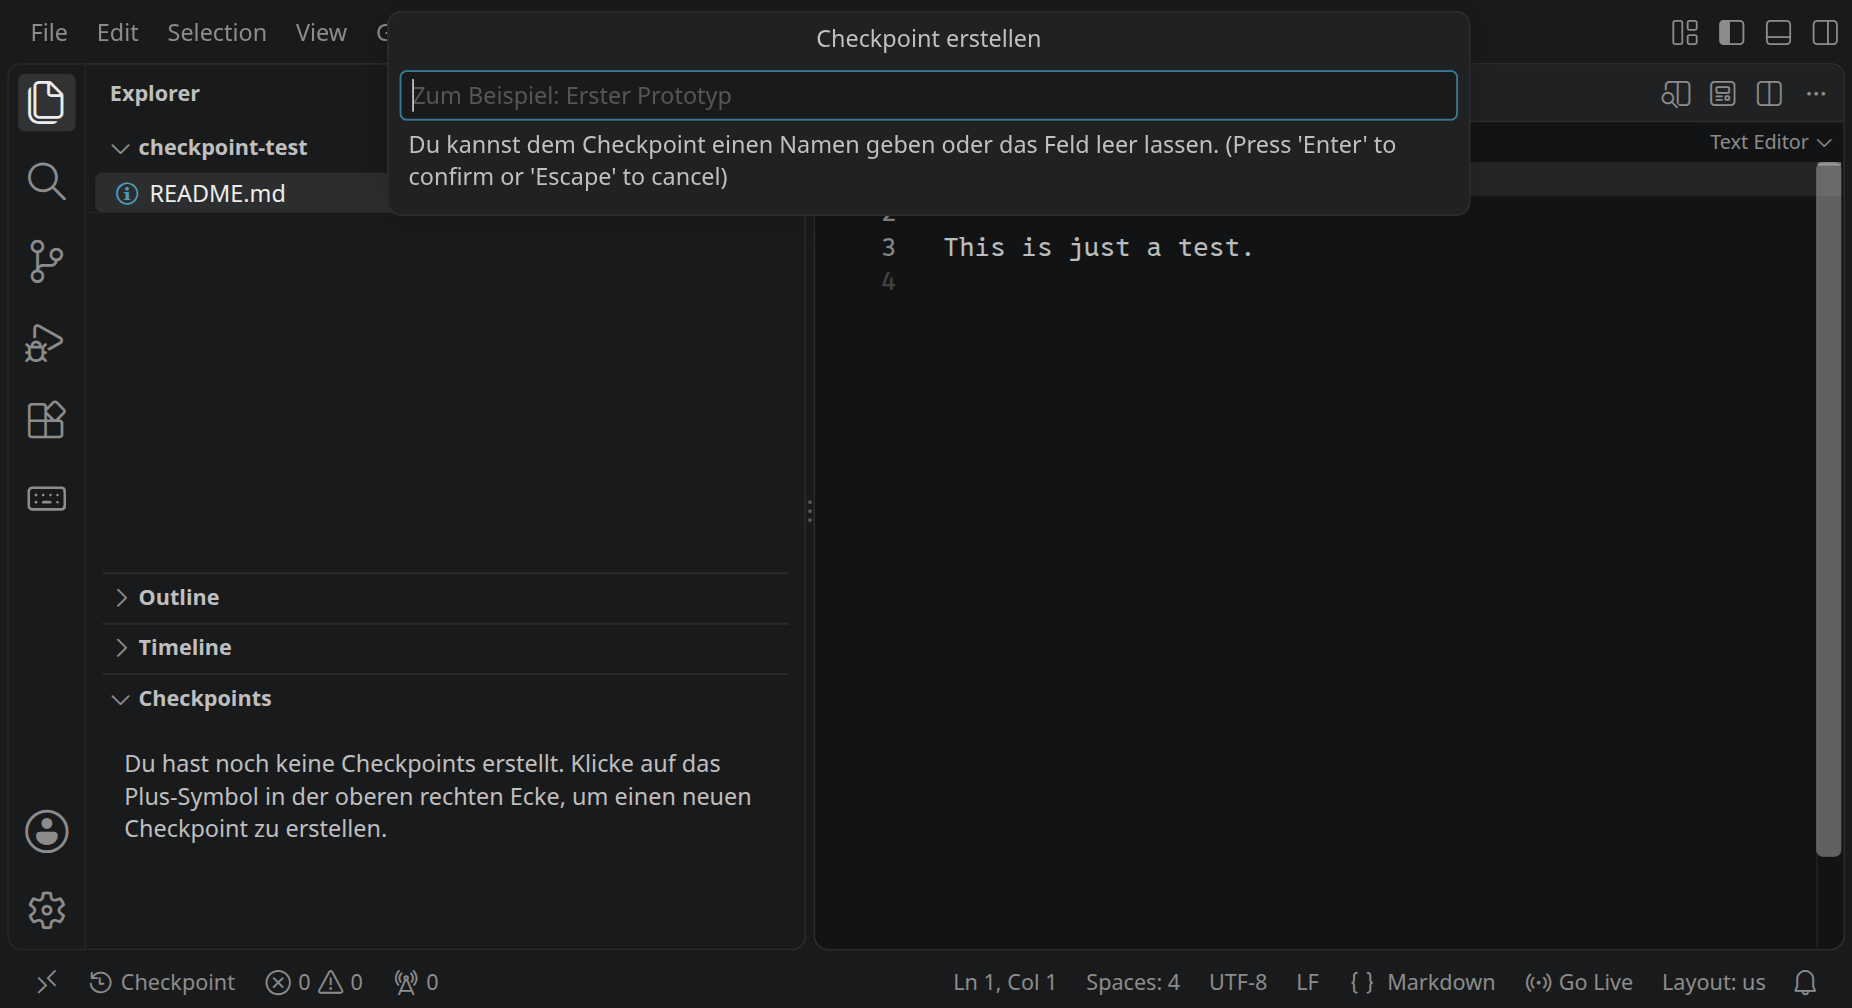 File Edit Selection View
Checkpoint erstellen
Zum Beispiel: Erster Prototyp
Du kannst dem Checkpoint einen Namen geben oder das Feld leer lassen. (Press 'Enter' to
confirm or 'Escape' to cancel)
Explorer
checkpoint-test
README.md
Text Editor
2
3 This is just a test.
4
Outline
Timeline
Checkpoints
Du hast noch keine Checkpoints erstellt. Klicke auf das
Plus-Symbol in der oberen rechten Ecke, um einen neuen
Checkpoint zu erstellen.
Checkpoint 0 0 0 Ln 1, Col 1 Spaces: 4 UTF-8 LF { } Markdown Go Live Layout: us